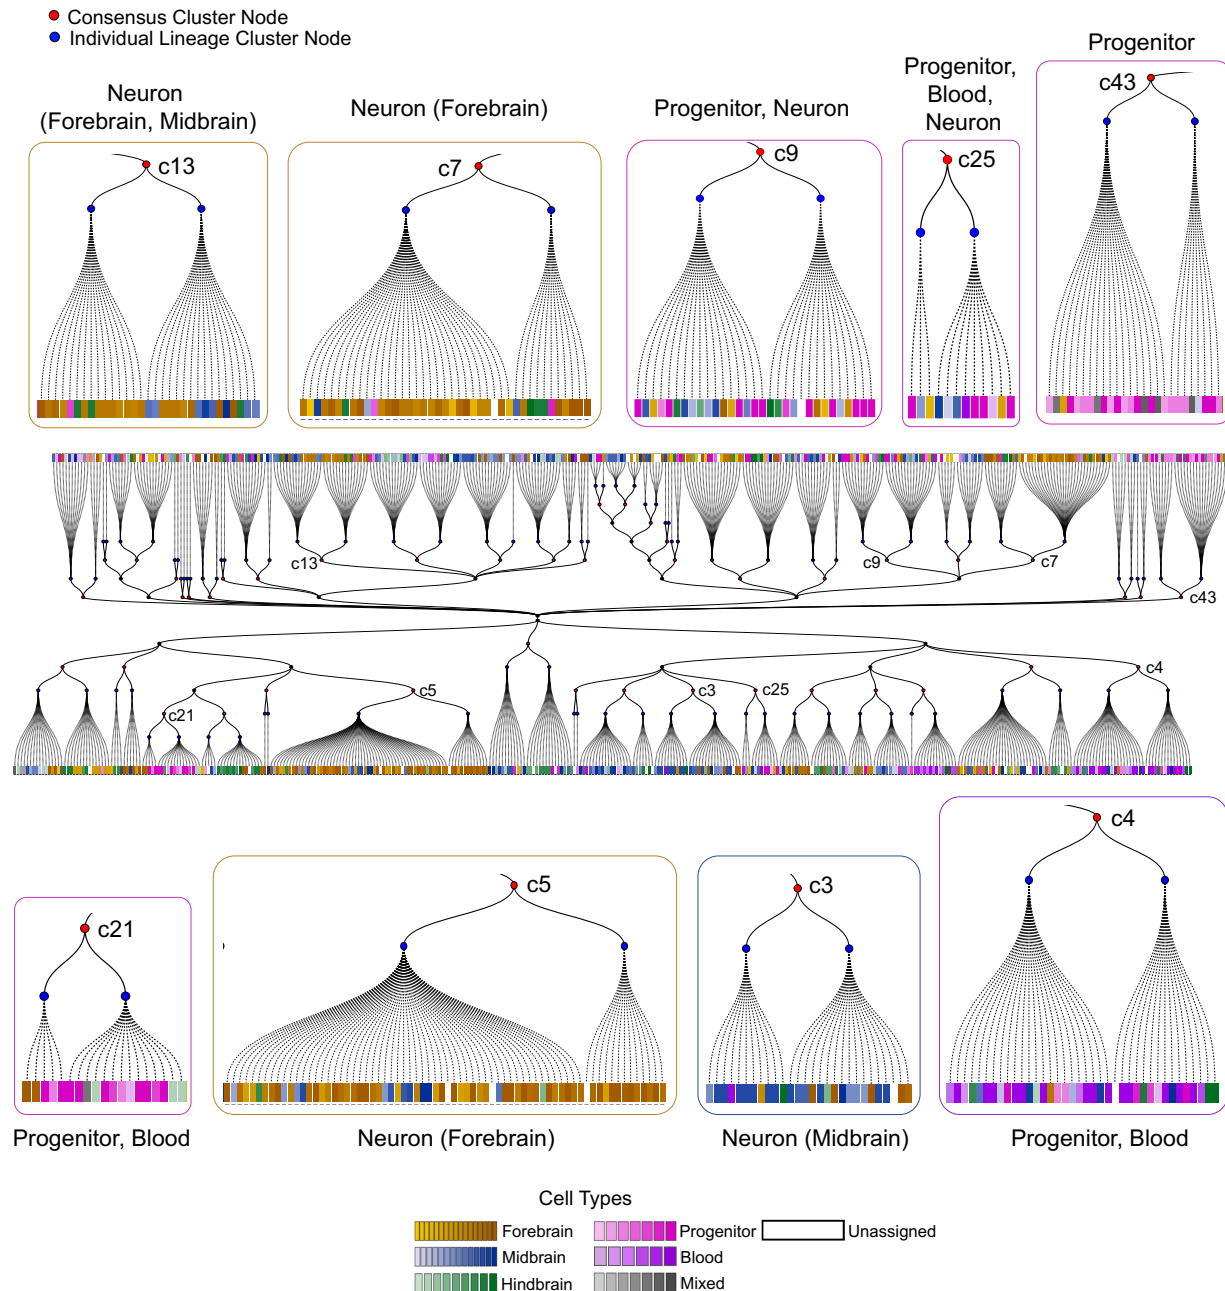 Consensus Cluster Node
Individual Lineage Cluster Node
Neuron
(Forebrain, Midbrain)
Neuron (Forebrain)
Progenitor, Neuron
Progenitor,
Blood,
Neuron
Progenitor
c13
c7
c9
c25
c43
c13
c9
c7
c43
c5
c21
c3
c25
c4
c21
c5
c3
c4
Progenitor, Blood
Neuron (Forebrain)
Neuron (Midbrain)
Progenitor, Blood
Cell Types
Forebrain
Progenitor
Unassigned
Midbrain
Blood
Hindbrain
Mixed